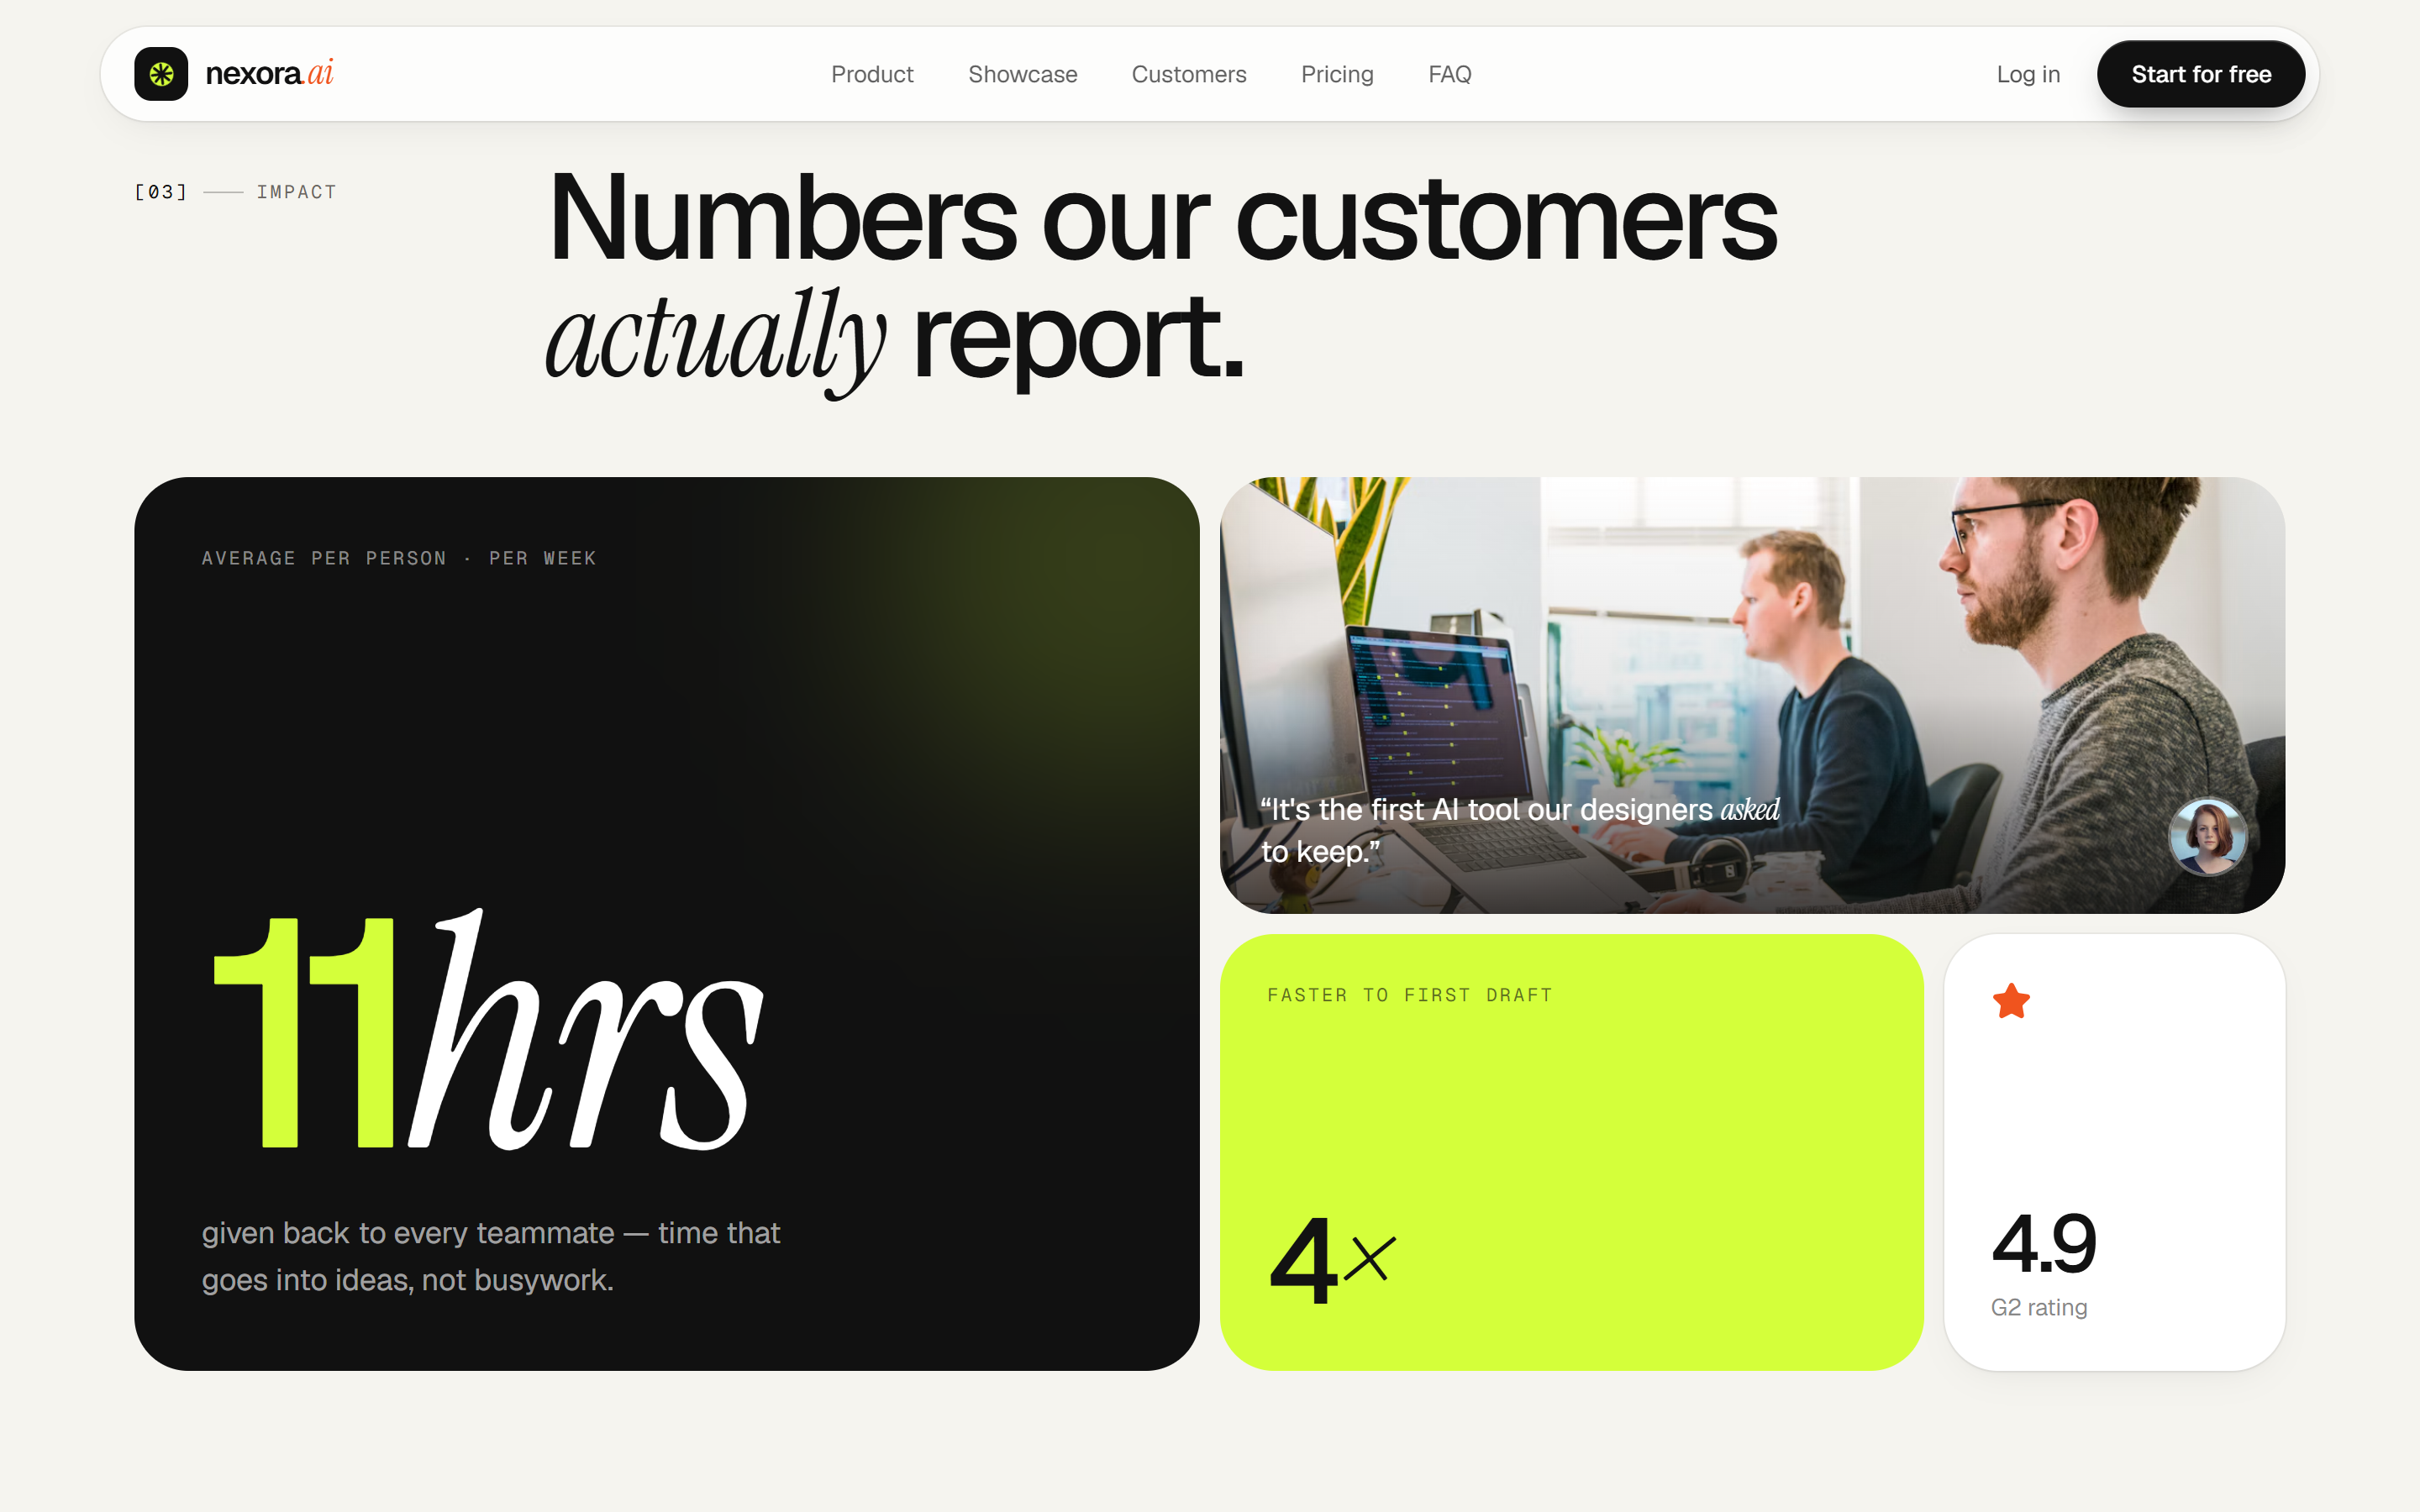 nexora.ai
Product
Showcase
Customers
Pricing
FAQ
Log in
Start for free
[03] — IMPACT
Numbers our customers
actually report.
AVERAGE PER PERSON · PER WEEK
11hrs
given back to every teammate — time that
goes into ideas, not busywork.
“It's the first AI tool our designers asked
to keep.”
FASTER TO FIRST DRAFT
4×
4.9
G2 rating